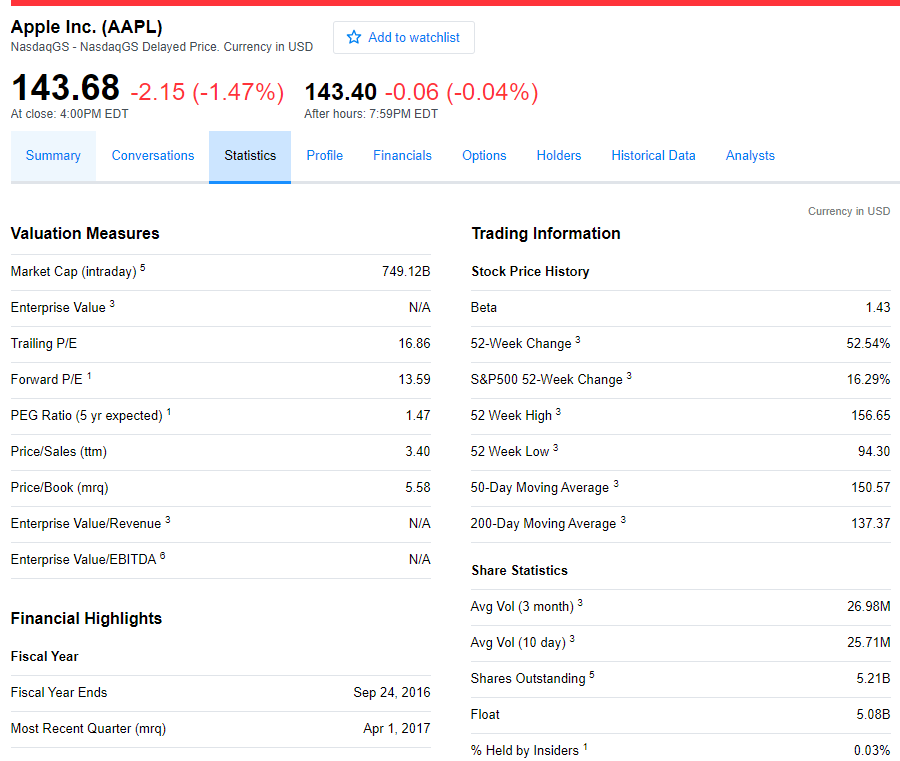 Apple Inc. (AAPL)
NasdaqGS - NasdaqGS Delayed Price. Currency in USD
Add to watchlist
143.68 -2.15 (-1.47%)
At close: 4:00PM EDT
143.40 -0.06 (-0.04%)
After hours: 7:59PM EDT
Summary Conversations Statistics Profile Financials Options Holders Historical Data Analysts
Currency in USD
Valuation Measures
Market Cap (intraday) 5 749.12B
Enterprise Value 3 N/A
Trailing P/E 16.86
Forward P/E 1 13.59
PEG Ratio (5 yr expected) 1 1.47
Price/Sales (ttm) 3.40
Price/Book (mrq) 5.58
Enterprise Value/Revenue 3 N/A
Enterprise Value/EBITDA 6 N/A
Financial Highlights
Fiscal Year
Fiscal Year Ends Sep 24, 2016
Most Recent Quarter (mrq) Apr 1, 2017
Trading Information
Stock Price History
Beta 1.43
52-Week Change 3 52.54%
S&P500 52-Week Change 3 16.29%
52 Week High 3 156.65
52 Week Low 3 94.30
50-Day Moving Average 3 150.57
200-Day Moving Average 3 137.37
Share Statistics
Avg Vol (3 month) 3 26.98M
Avg Vol (10 day) 3 25.71M
Shares Outstanding 5 5.21B
Float 5.08B
% Held by Insiders 1 0.03%